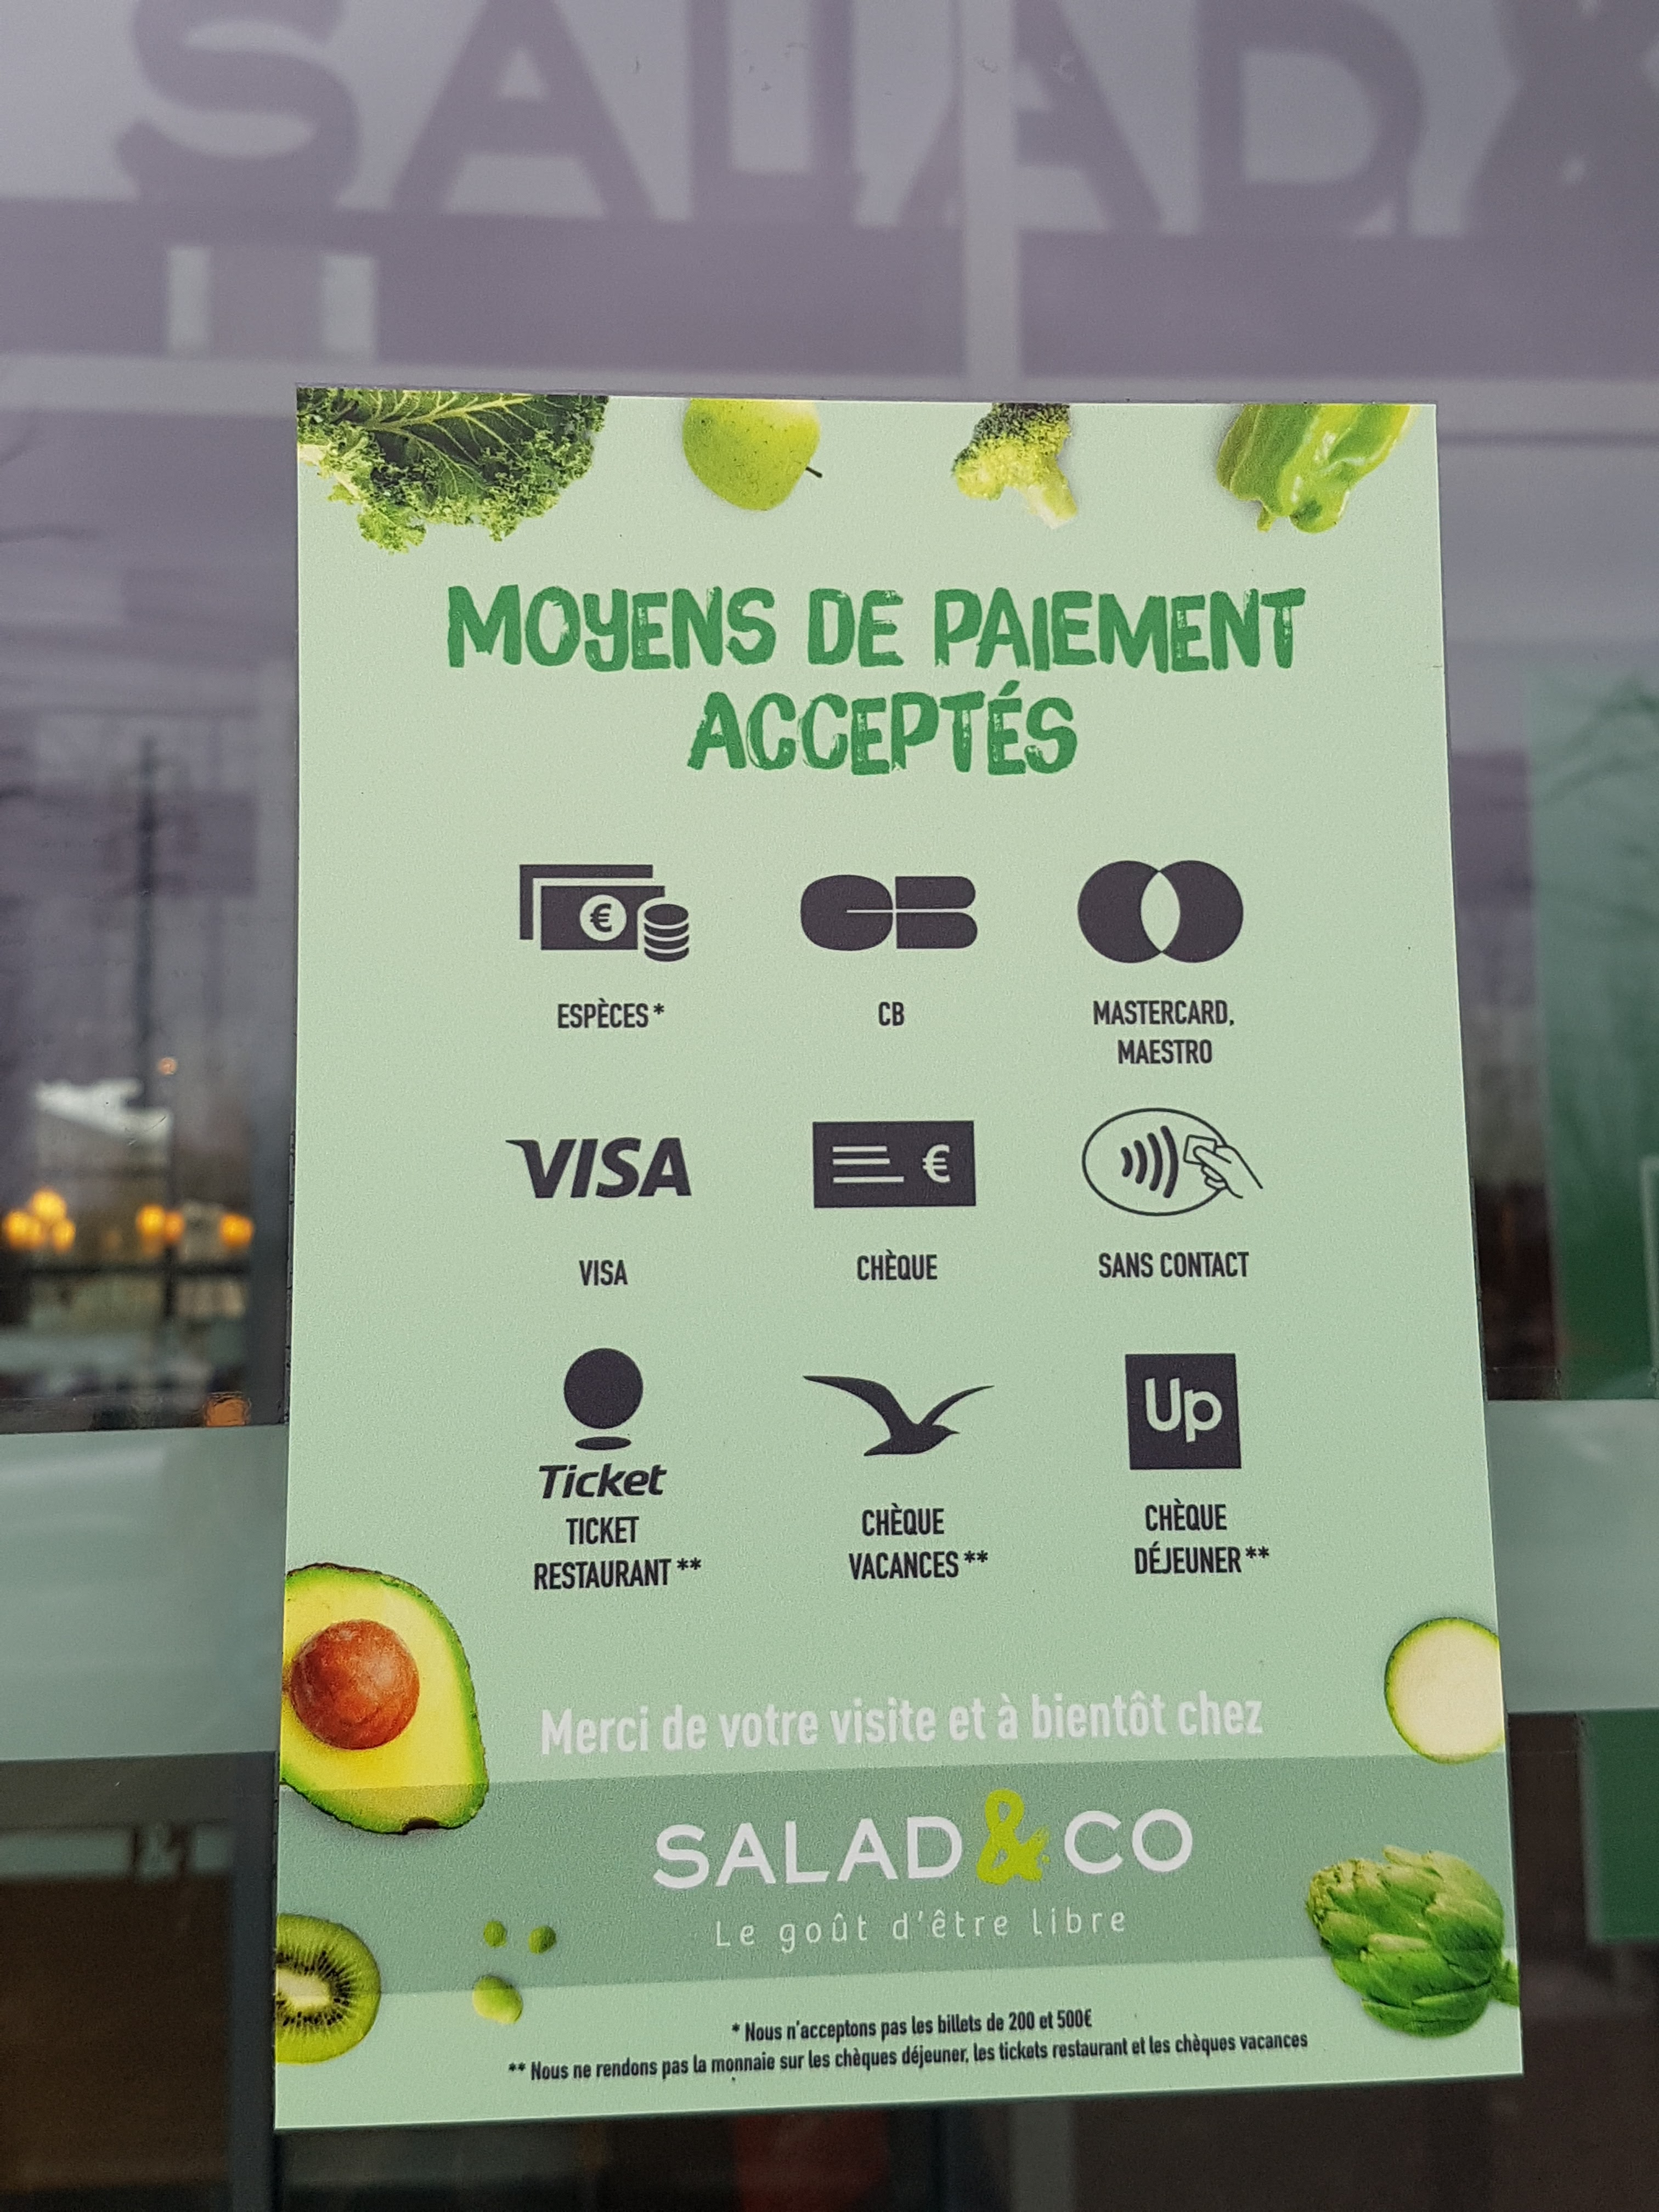 SALAD &
MOYENS DE PAIEMENT
ACCEPTÉS
€
CB
ESPÈCES*
CB
MASTERCARD,
MAESTRO
VISA
€
VISA
CHÈQUE
SANS CONTACT
Up
Ticket
TICKET
RESTAURANT**
CHÈQUE
VACANCES**
CHÈQUE
DÉJEUNER**
Merci de votre visite et à bientôt chez
SALAD&CO
Le goût d'être libre
* Nous n'acceptons pas les billets de 200 et 500€
** Nous ne rendons pas la monnaie sur les chèques déjeuner, les tickets restaurant et les chèques vacances